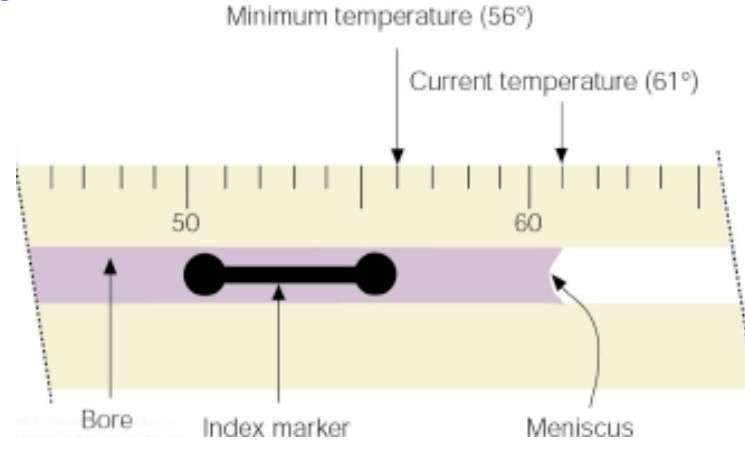 Minimum temperature (56°)
Current temperature (61°)
50
60
Bore
Index marker
Meniscus